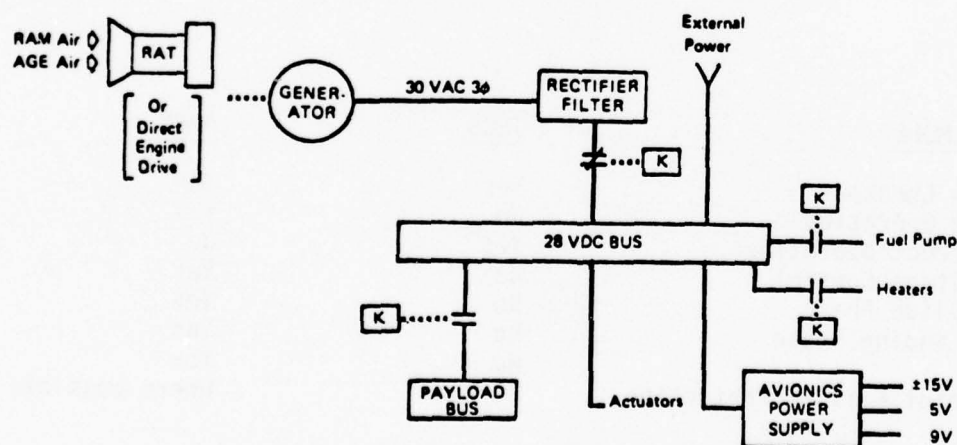 RAM Air
AGE Air
RAT
Or
Direct
Engine
Drive
GENER-
ATOR
30 VAC 3ϕ
RECTIFIER
FILTER
External
Power
K
K
28 VDC BUS
Fuel Pump
Heaters
K
K
PAYLOAD
BUS
Actuators
AVIONICS
POWER
SUPPLY
±15V
5V
9V